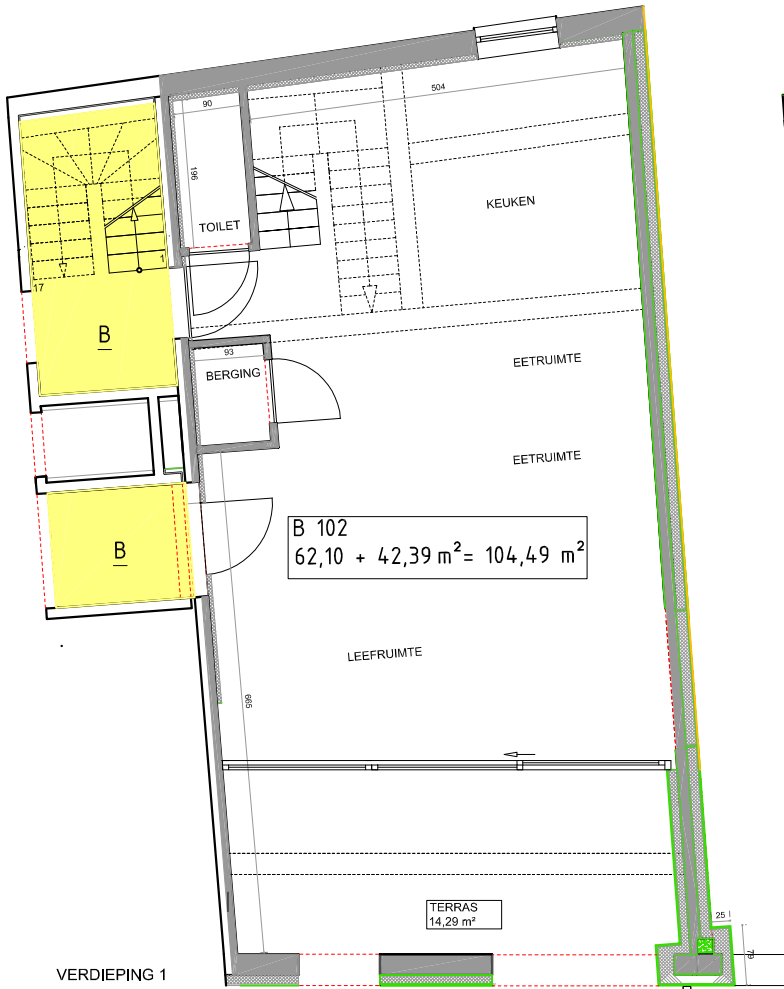 90
504
196
TOILET
KEUKEN
17
1
B
93
BERGING
EETRUIMTE
EETRUIMTE
B
B 102
62,10 + 42,39 m² = 104,49 m²
LEEFRUIMTE
665
TERRAS
14,29 m²
25
79
VERDIEPING 1